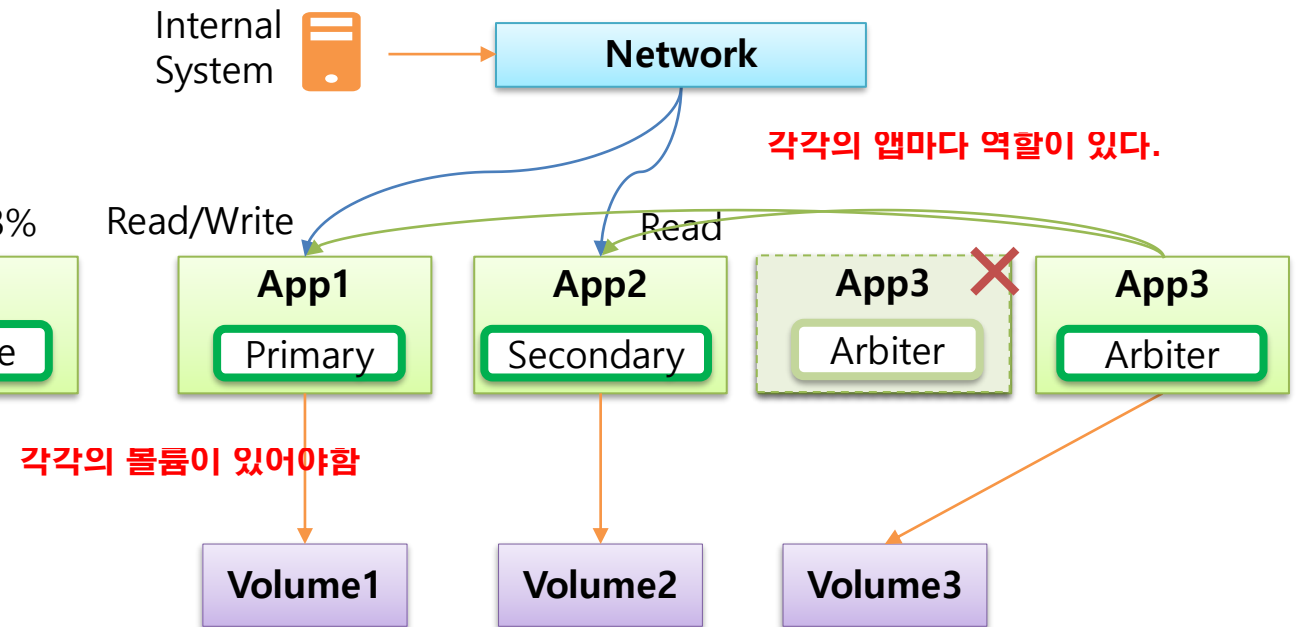 Internal
System
Network
각각의 앱마다 역할이 있다.
3%
Read/Write
Read
App1
App2
App3
App3
e
Primary
Secondary
Arbiter
Arbiter
각각의 볼륨이 있어야함
Volume1
Volume2
Volume3